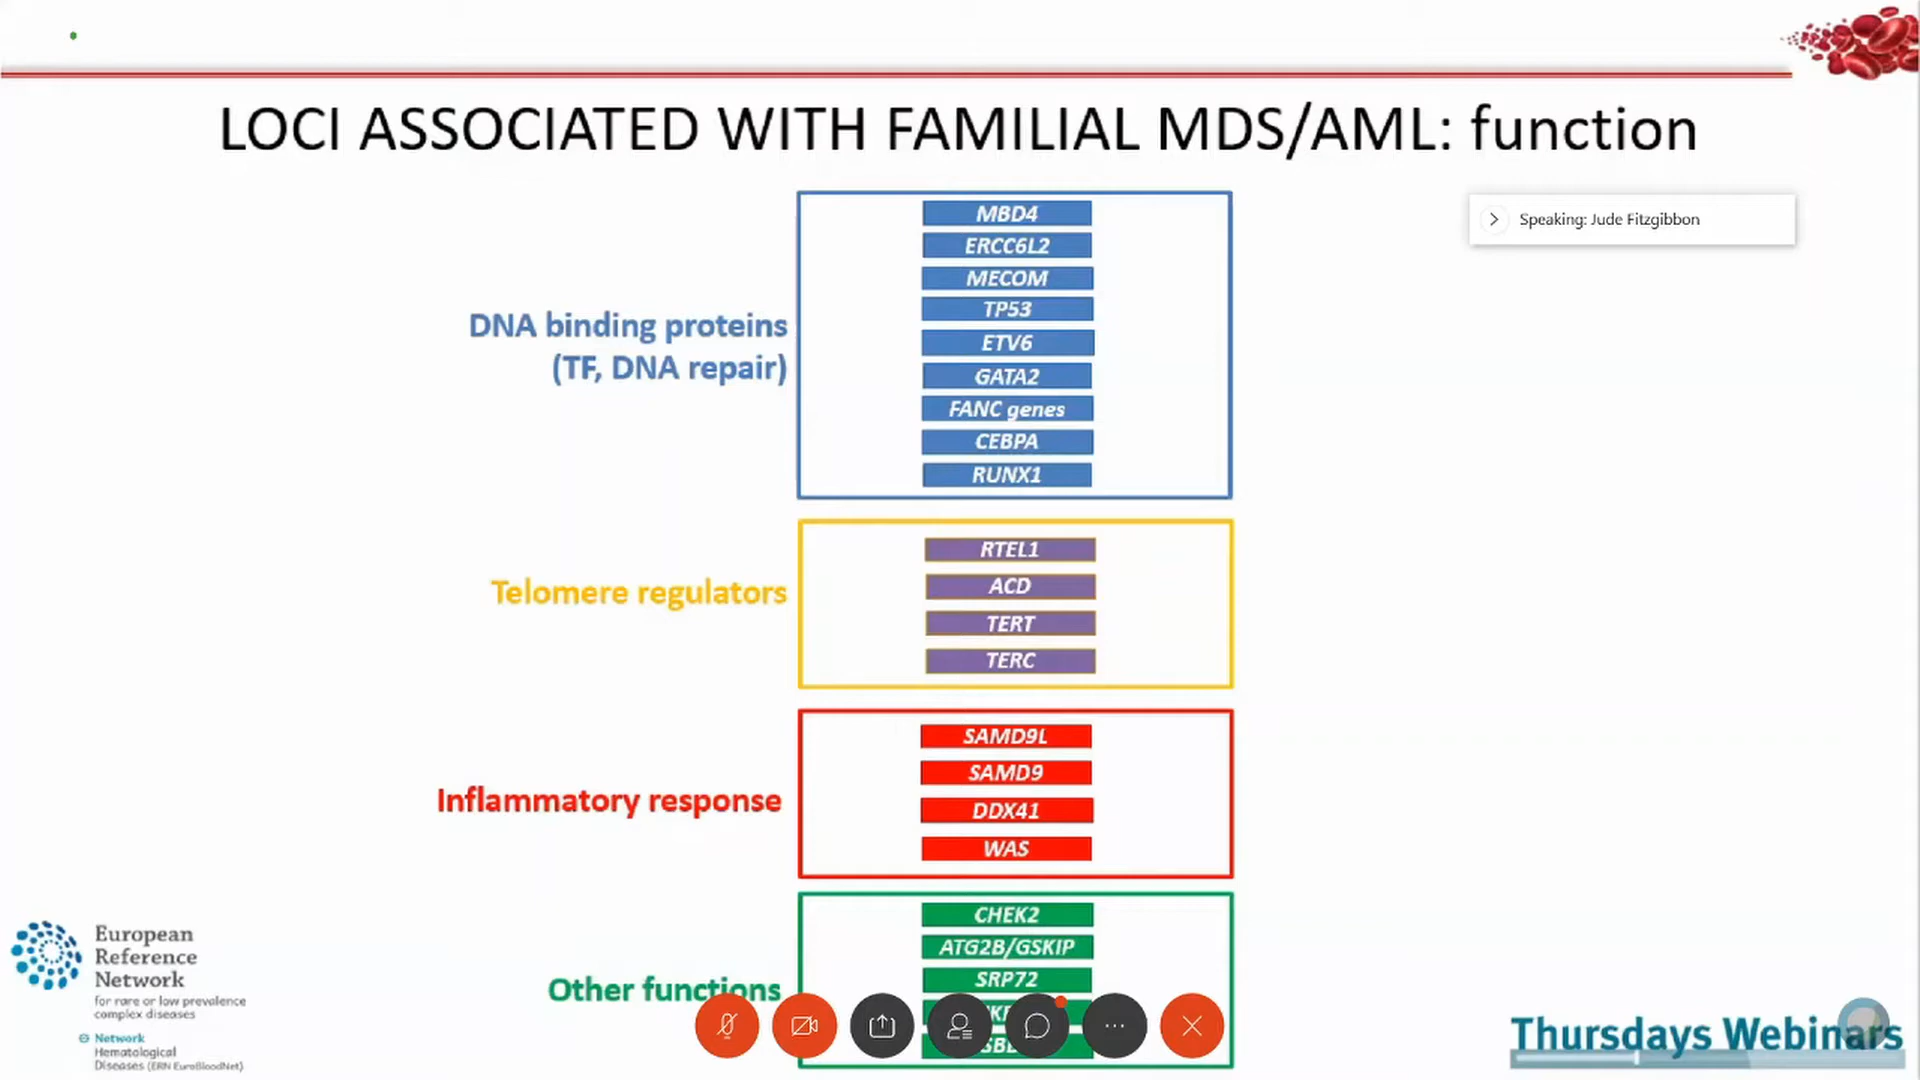 LOCI ASSOCIATED WITH FAMILIAL MDS/AML: function
Speaking: Jude Fitzgibbon
DNA binding proteins
(TF, DNA repair)
MBD4
ERCC6L2
MECOM
TP53
ETV6
GATA2
FANC genes
CEBPA
RUNX1
Telomere regulators
RTEL1
ACD
TERT
TERC
Inflammatory response
SAMD9L
SAMD9
DDX41
WAS
Other functions
CHEK2
ATG2B/GSKIP
SRP72
European
Reference
Network
for rare or low prevalence
complex diseases
Network
Hematological
Diseases (ERN EuroBloodNet)
Thursdays Webinars